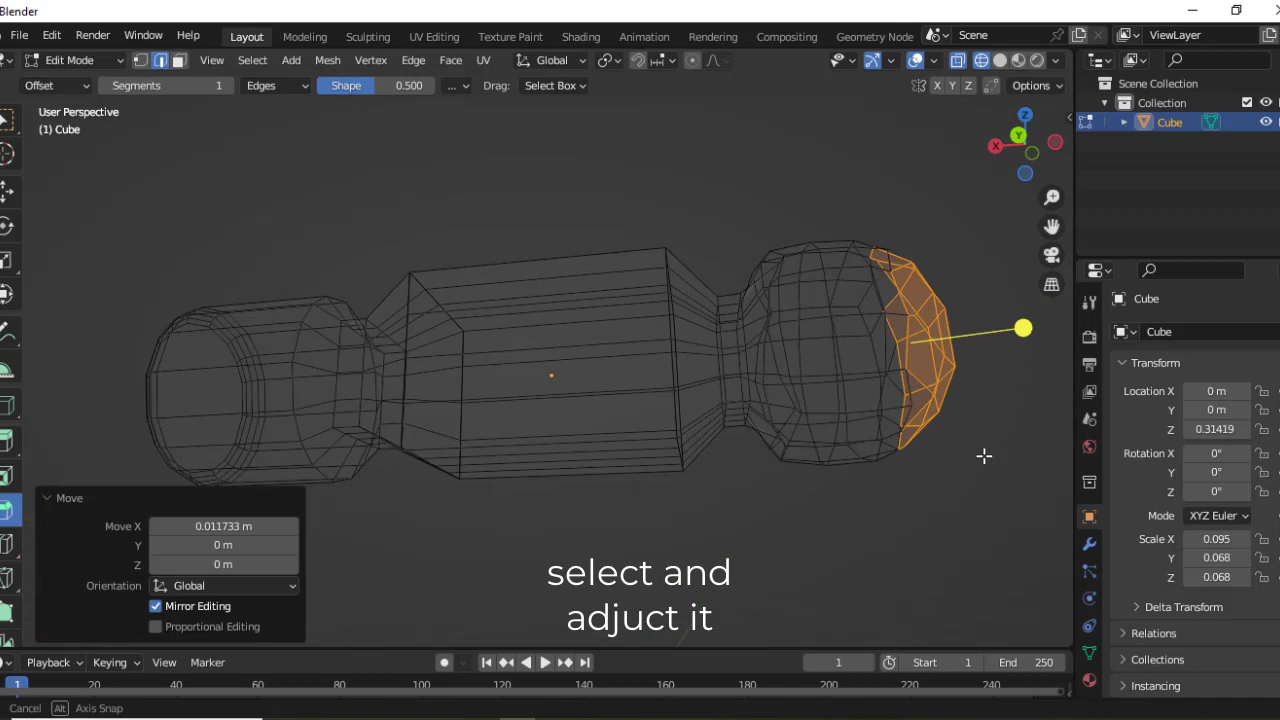 Blender
File Edit Render Window Help Layout Modeling Sculpting UV Editing Texture Paint Shading Animation Rendering Compositing Geometry Node Scene ViewLayer
Edit Mode View Select Add Mesh Vertex Edge Face UV Global
Offset Segments 1 Edges Shape 0.500 ... Drag: Select Box X Y Z Options
User Perspective
(1) Cube
Z
Y
X
Scene Collection
Collection
Cube
Cube
Cube
Transform
Location X 0 m
Y 0 m
Z 0.31419
Rotation X 0°
Y 0°
Z 0°
Mode XYZ Euler
Scale X 0.095
Y 0.068
Z 0.068
Delta Transform
Relations
Collections
Instancing
Move
Move X 0.011733 m
Y 0 m
Z 0 m
Orientation Global
Mirror Editing
Proportional Editing
select and
adjuct it
Playback Keying View Marker 1 Start 1 End 250
1 20 40 60 80 100 120 140 160 180 200 220 240
Cancel Alt Axis Snap